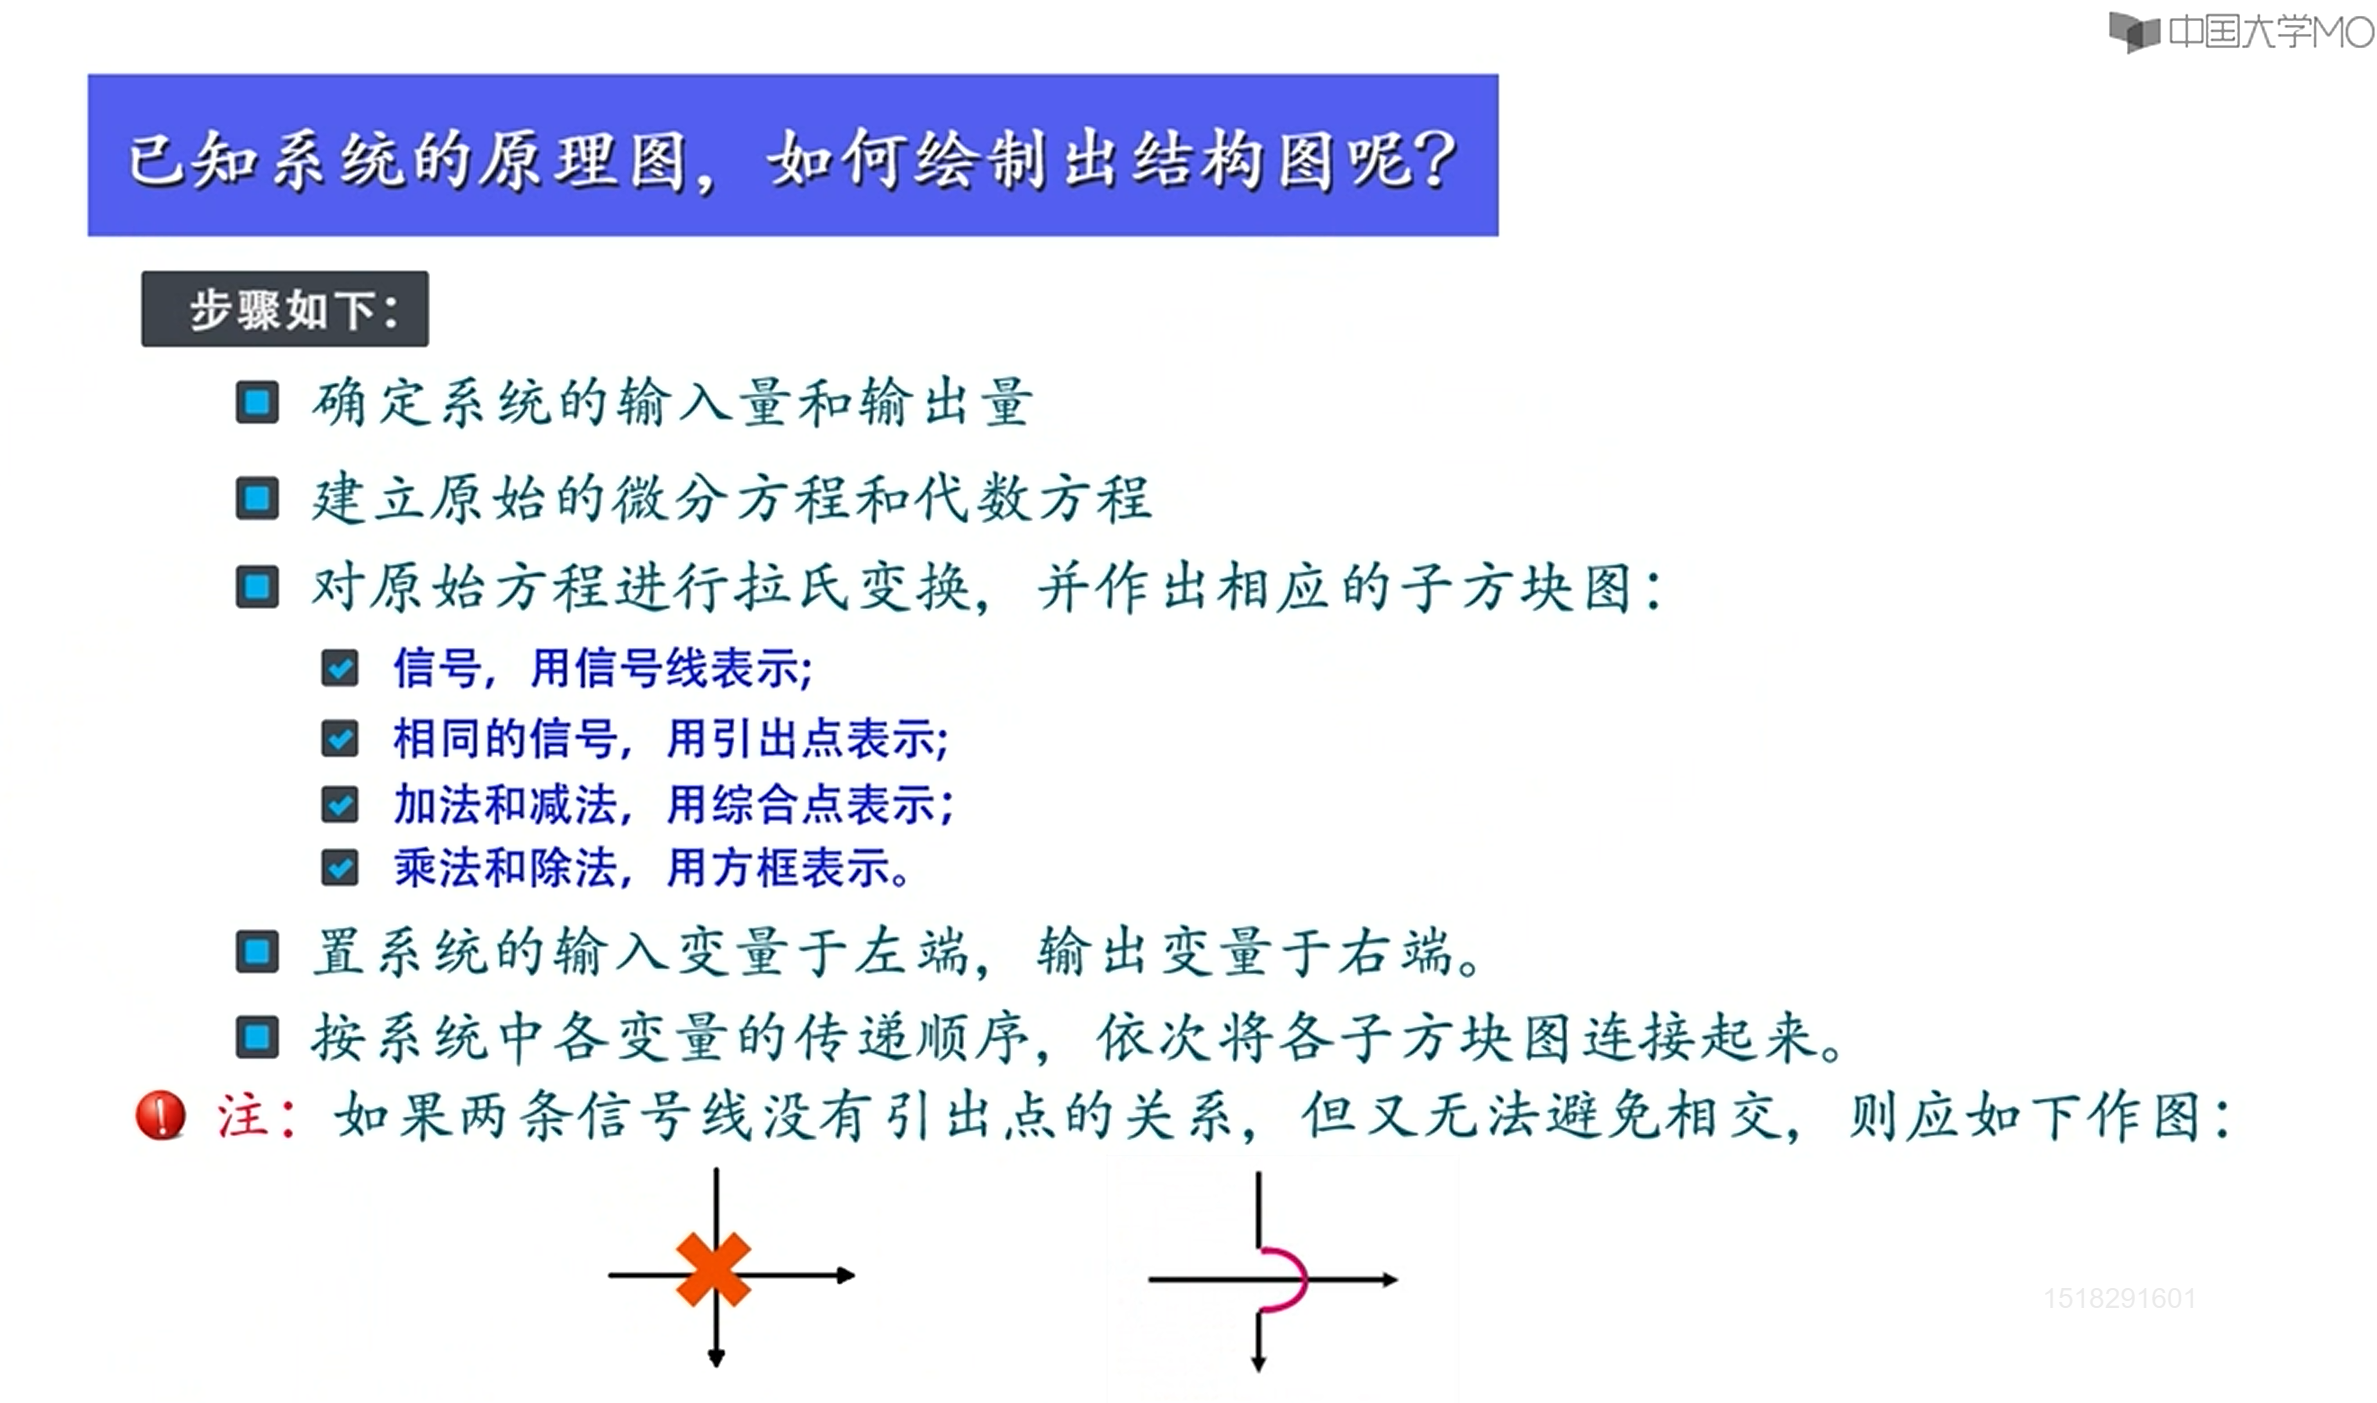 中国大学MO
已知系统的原理图，如何绘制出结构图呢？
步骤如下：
确定系统的输入量和输出量
建立原始的微分方程和代数方程
对原始方程进行拉氏变换，并作出相应的子方块图：
信号，用信号线表示;
相同的信号，用引出点表示;
加法和减法，用综合点表示；
乘法和除法，用方框表示。
置系统的输入变量于左端，输出变量于右端。
按系统中各变量的传递顺序，依次将各子方块图连接起来。
注：如果两条信号线没有引出点的关系，但又无法避免相交，则应如下作图：
1518291601